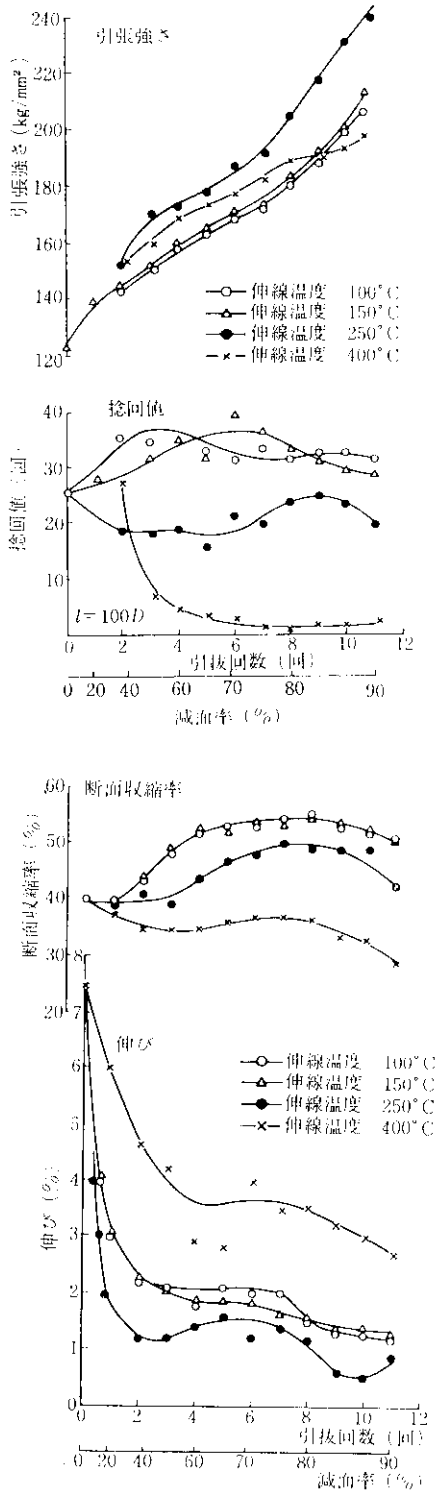 引張強さ
引張強さ (kg/mm²)
240
220
200
180
160
140
120
伸線温度 100°C
伸線温度 150°C
伸線温度 250°C
伸線温度 400°C
捻回値
捻回値 (回)
40
30
20
10
l=100D
0 2 4 6 8 10 12
引抜回数 (回)
0 20 40 60 70 80 90
減面率 (%)
断面収縮率
断面収縮率 (%)
60
50
40
30
20
伸び
伸び (%)
8
7
6
5
4
3
2
1
0
伸線温度 100°C
伸線温度 150°C
伸線温度 250°C
伸線温度 400°C
0 2 4 6 8 10 12
引抜回数 (回)
0 20 40 60 70 80 90
減面率 (%)